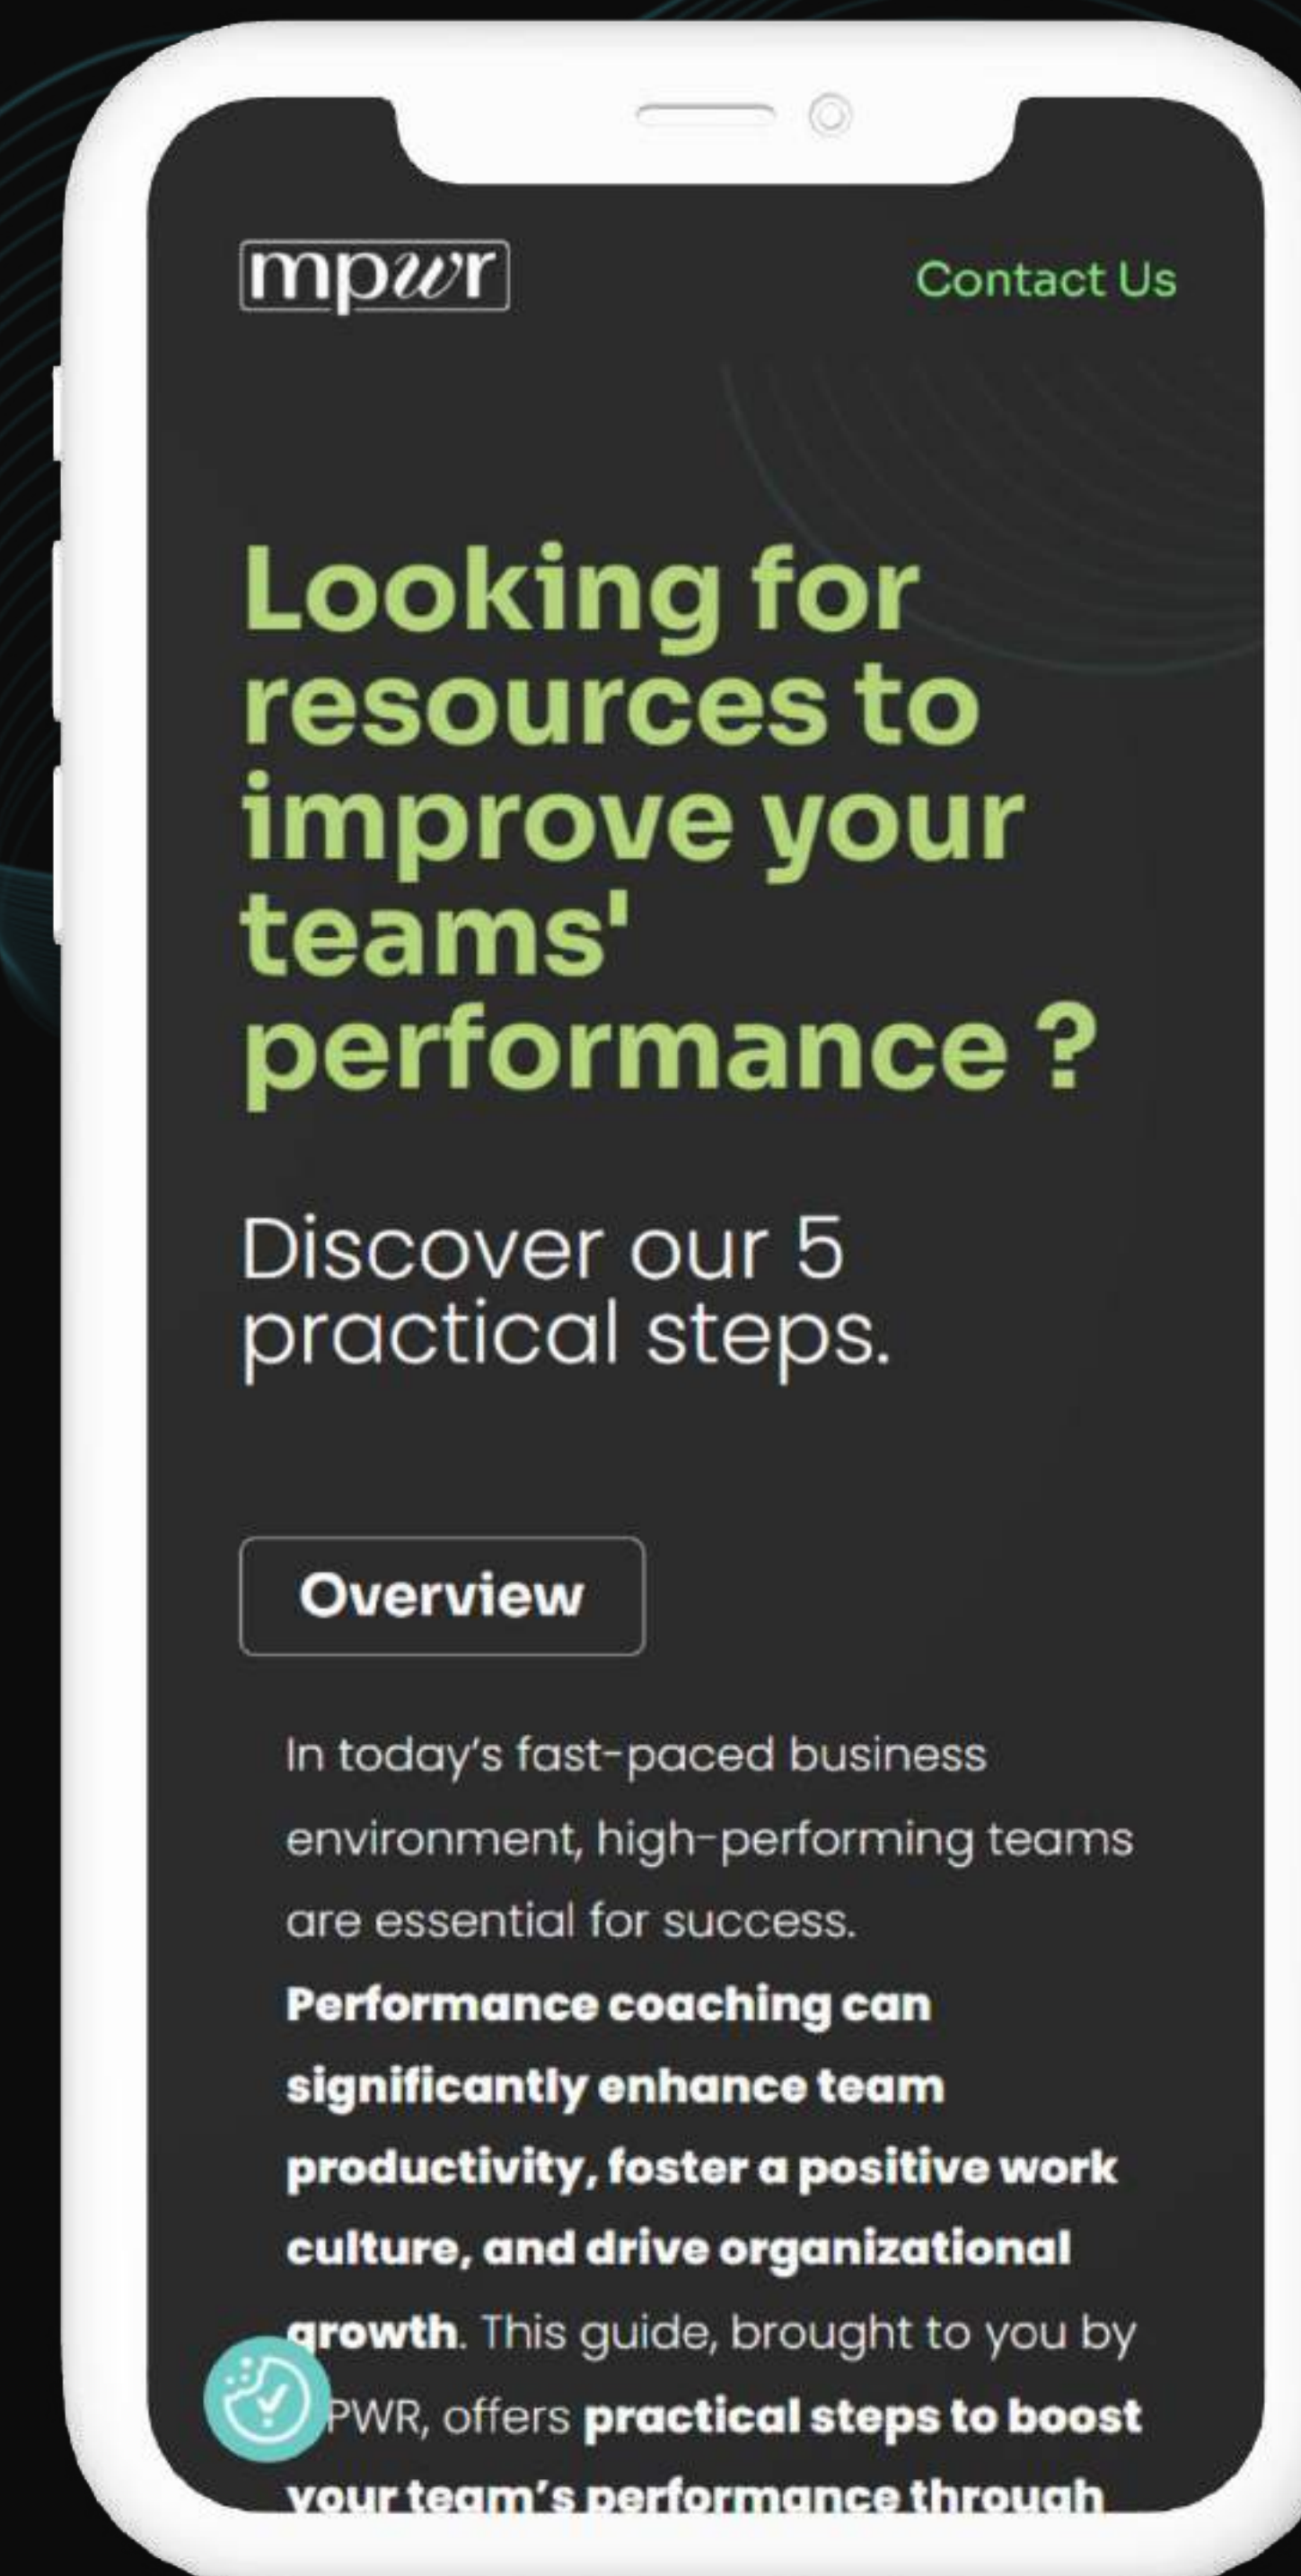 mpwr
Contact Us
Looking for
resources to
improve your
teams'
performance ?
Discover our 5
practical steps.
Overview
In today’s fast-paced business
environment, high-performing teams
are essential for success.
Performance coaching can
significantly enhance team
productivity, foster a positive work
culture, and drive organizational
growth. This guide, brought to you by
PWR, offers practical steps to boost
your team’s performance through